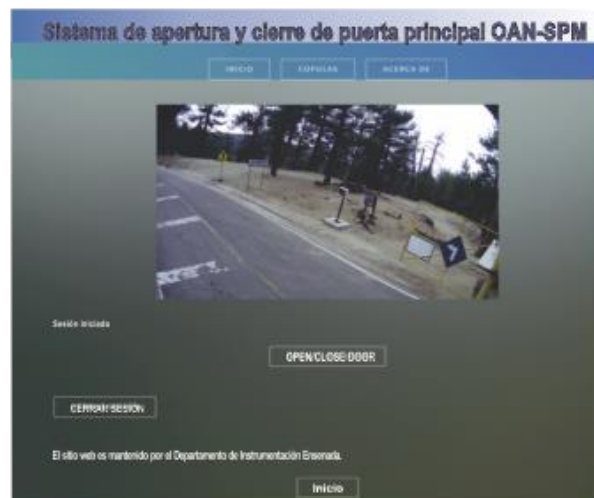 Sistema de apertura y cierre de puerta principal OAN-SPM
INICIO CUPULAS ACERCA DE
Sesión iniciada
OPEN/CLOSE DOOR
CERRAR SESIÓN
El sitio web es mantenido por el Departamento de Instrumentación Ensenada.
Inicio